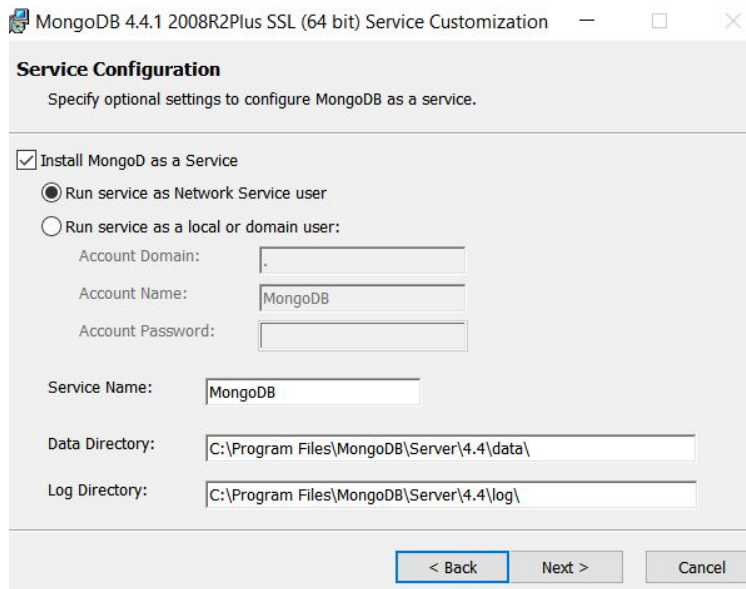 MongoDB 4.4.1 2008R2Plus SSL (64 bit) Service Customization
Service Configuration
Specify optional settings to configure MongoDB as a service.
Install MongoD as a Service
Run service as Network Service user
Run service as a local or domain user:
Account Domain: .
Account Name: MongoDB
Account Password:
Service Name: MongoDB
Data Directory: C:\Program Files\MongoDB\Server\4.4\data\
Log Directory: C:\Program Files\MongoDB\Server\4.4\log\
< Back Next > Cancel